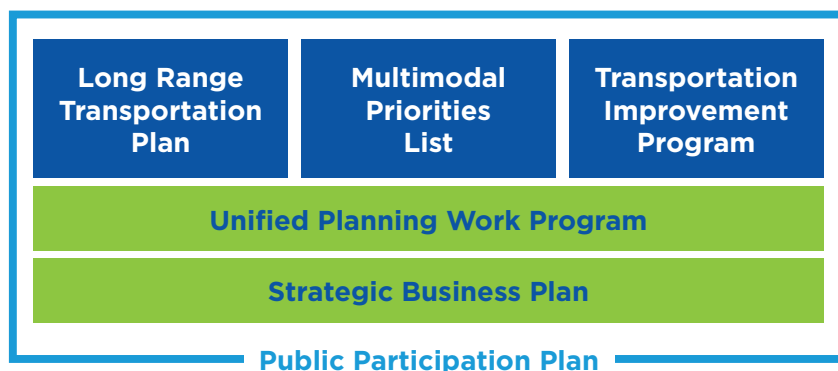 Long Range
Transportation
Plan
Multimodal
Priorities
List
Transportation
Improvement
Program
Unified Planning Work Program
Strategic Business Plan
Public Participation Plan